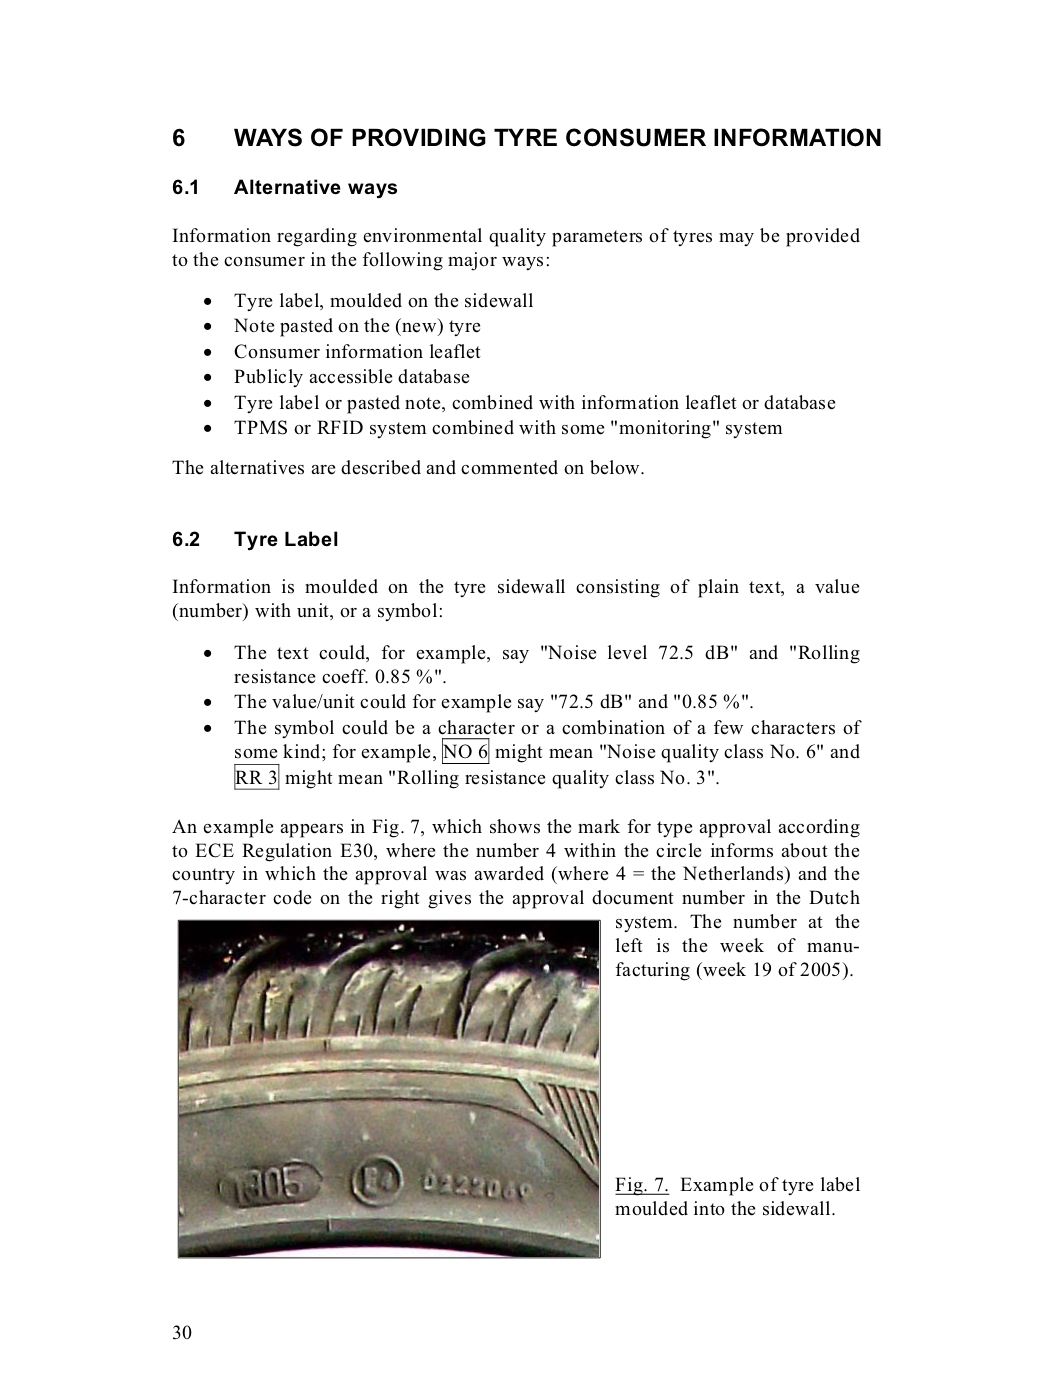 6 WAYS OF PROVIDING TYRE CONSUMER INFORMATION
6.1 Alternative ways
Information regarding environmental quality parameters of tyres may be provided
to the consumer in the following major ways:
• Tyre label, moulded on the sidewall
• Note pasted on the (new) tyre
• Consumer information leaflet
• Publicly accessible database
• Tyre label or pasted note, combined with information leaflet or database
• TPMS or RFID system combined with some "monitoring" system
The alternatives are described and commented on below.
6.2 Tyre Label
Information is moulded on the tyre sidewall consisting of plain text, a value
(number) with unit, or a symbol:
• The text could, for example, say "Noise level 72.5 dB" and "Rolling
resistance coeff. 0.85 %".
• The value/unit could for example say "72.5 dB" and "0.85 %".
• The symbol could be a character or a combination of a few characters of
some kind; for example, NO 6 might mean "Noise quality class No. 6" and
RR 3 might mean "Rolling resistance quality class No. 3".
An example appears in Fig. 7, which shows the mark for type approval according
to ECE Regulation E30, where the number 4 within the circle informs about the
country in which the approval was awarded (where 4 = the Netherlands) and the
7-character code on the right gives the approval document number in the Dutch
system. The number at the
left is the week of manu-
facturing (week 19 of 2005).
E4
Fig. 7. Example of tyre label
moulded into the sidewall.
30